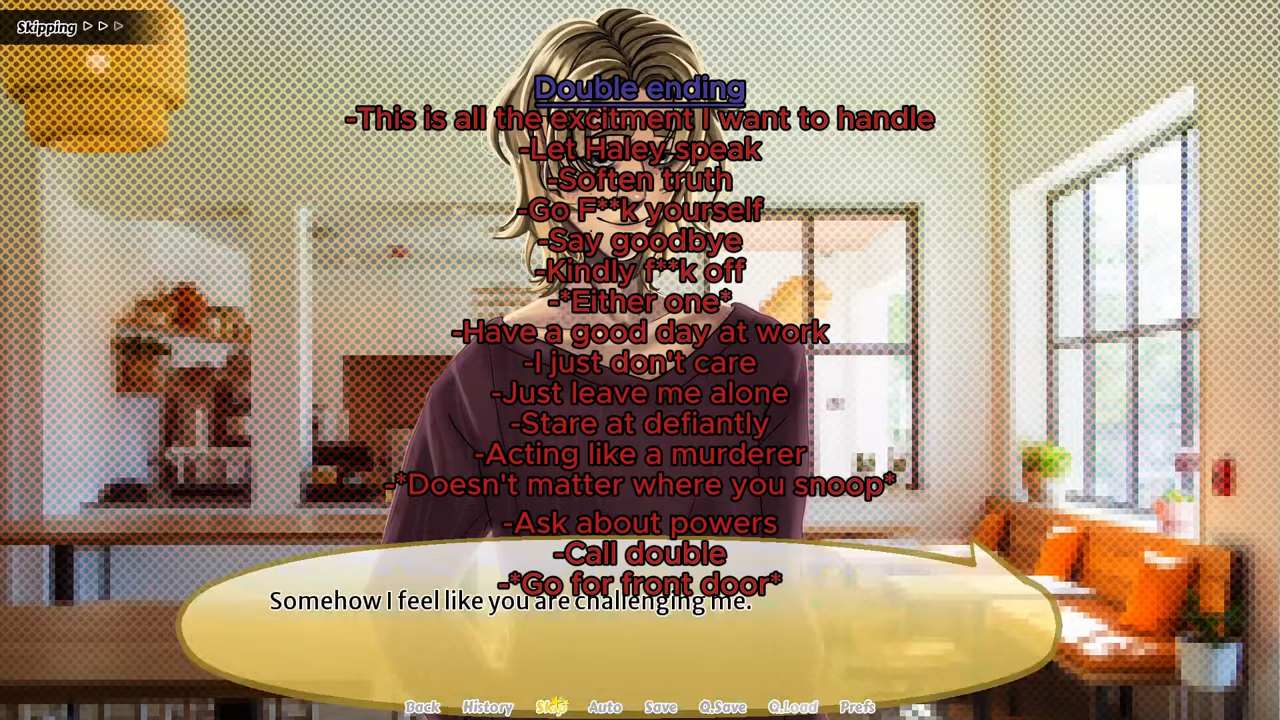 Skipping
Double ending
-This is all the excitment I want to handle
-Let Haley speak
-Soften truth
-Go F**k yourself
-Say goodbye
-Kindly f**k off
-*Either one*
-Have a good day at work
-I just don't care
-Just leave me alone
-Stare at defiantly
-Acting like a murderer
-*Doesn't matter where you snoop*
-Ask about powers
-Call double
-*Go for front door*
Somehow I feel like you are challenging me.
Back History Skip Auto Save Q.Save Q.Load Prefs